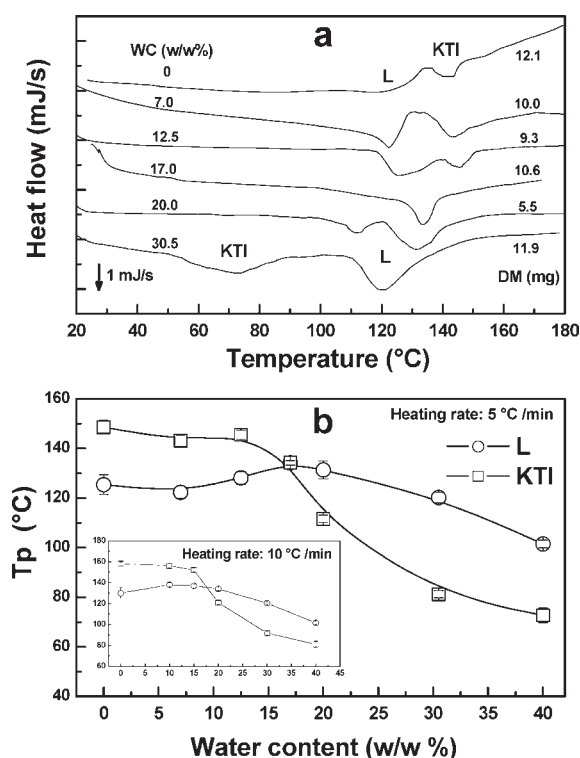 a
WC (w/w%)
KTI
L
0
12.1
7.0
10.0
12.5
9.3
17.0
10.6
20.0
5.5
30.5
KTI
L
11.9
1 mJ/s
DM (mg)
Heat flow (mJ/s)
20 40 60 80 100 120 140 160 180
Temperature (°C)
b
Heating rate: 5 °C /min
L
KTI
160
140
120
100
80
60
40
Tp (°C)
Heating rate: 10 °C /min
180
160
140
120
100
80
60
0 5 10 15 20 25 30 35 40 45
0 5 10 15 20 25 30 35 40
Water content (w/w %)